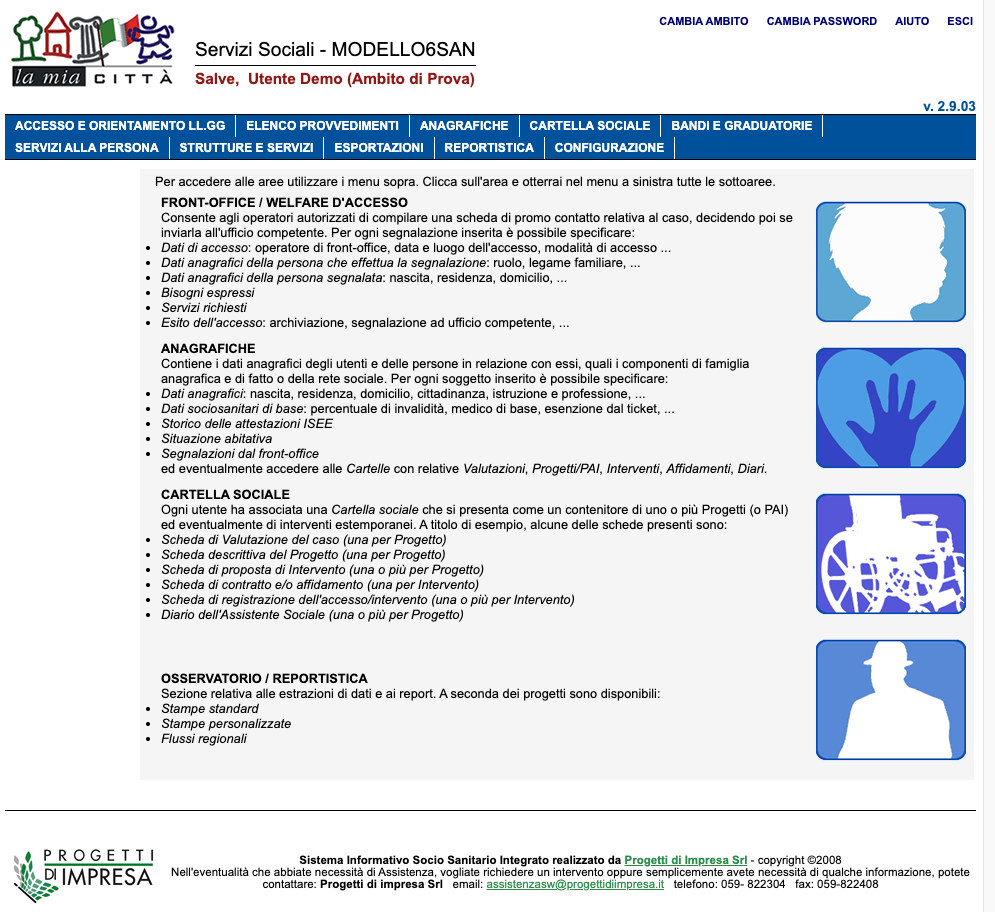 CAMBIA AMBITO CAMBIA PASSWORD AIUTO ESCI
la mia CITTÀ
Servizi Sociali - MODELLO6SAN
Salve, Utente Demo (Ambito di Prova)
v. 2.9.03
ACCESSO E ORIENTAMENTO LL.GG ELENCO PROVVEDIMENTI ANAGRAFICHE CARTELLA SOCIALE BANDI E GRADUATORIE
SERVIZI ALLA PERSONA STRUTTURE E SERVIZI ESPORTAZIONI REPORTISTICA CONFIGURAZIONE
Per accedere alle aree utilizzare i menu sopra. Clicca sull'area e otterrai nel menu a sinistra tutte le sottoaree.
FRONT-OFFICE / WELFARE D'ACCESSO
Consente agli operatori autorizzati di compilare una scheda di promo contatto relativa al caso, decidendo poi se
inviarla all'ufficio competente. Per ogni segnalazione inserita è possibile specificare:
• Dati di accesso: operatore di front-office, data e luogo dell'accesso, modalità di accesso ...
• Dati anagrafici della persona che effettua la segnalazione: ruolo, legame familiare, ...
• Dati anagrafici della persona segnalata: nascita, residenza, domicilio, ...
• Bisogni espressi
• Servizi richiesti
• Esito dell'accesso: archiviazione, segnalazione ad ufficio competente, ...
ANAGRAFICHE
Contiene i dati anagrafici degli utenti e delle persone in relazione con essi, quali i componenti di famiglia
anagrafica e di fatto o della rete sociale. Per ogni soggetto inserito è possibile specificare:
• Dati anagrafici: nascita, residenza, domicilio, cittadinanza, istruzione e professione, ...
• Dati sociosanitari di base: percentuale di invalidità, medico di base, esenzione dal ticket, ...
• Storico delle attestazioni ISEE
• Situazione abitativa
• Segnalazioni dal front-office
ed eventualmente accedere alle Cartelle con relative Valutazioni, Progetti/PAI, Interventi, Affidamenti, Diari.
CARTELLA SOCIALE
Ogni utente ha associata una Cartella sociale che si presenta come un contenitore di uno o più Progetti (o PAI)
ed eventualmente di interventi estemporanei. A titolo di esempio, alcune delle schede presenti sono:
• Scheda di Valutazione del caso (una per Progetto)
• Scheda descrittiva del Progetto (una per Progetto)
• Scheda di proposta di Intervento (una o più per Progetto)
• Scheda di contratto e/o affidamento (una per Intervento)
• Scheda di registrazione dell'accesso/intervento (una o più per Intervento)
• Diario dell'Assistente Sociale (una o più per Progetto)
OSSERVATORIO / REPORTISTICA
Sezione relativa alle estrazioni di dati e ai report. A seconda dei progetti sono disponibili:
• Stampe standard
• Stampe personalizzate
• Flussi regionali
PROGETTI
DI IMPRESA
Sistema Informativo Socio Sanitario Integrato realizzato da Progetti di Impresa Srl - copyright ©2008
Nell'eventualità che abbiate necessità di Assistenza, vogliate richiedere un intervento oppure semplicemente avete necessità di qualche informazione, potete
contattare: Progetti di impresa Srl email: assistenzasw@progettidiimpresa.it telefono: 059- 822304 fax: 059-822408